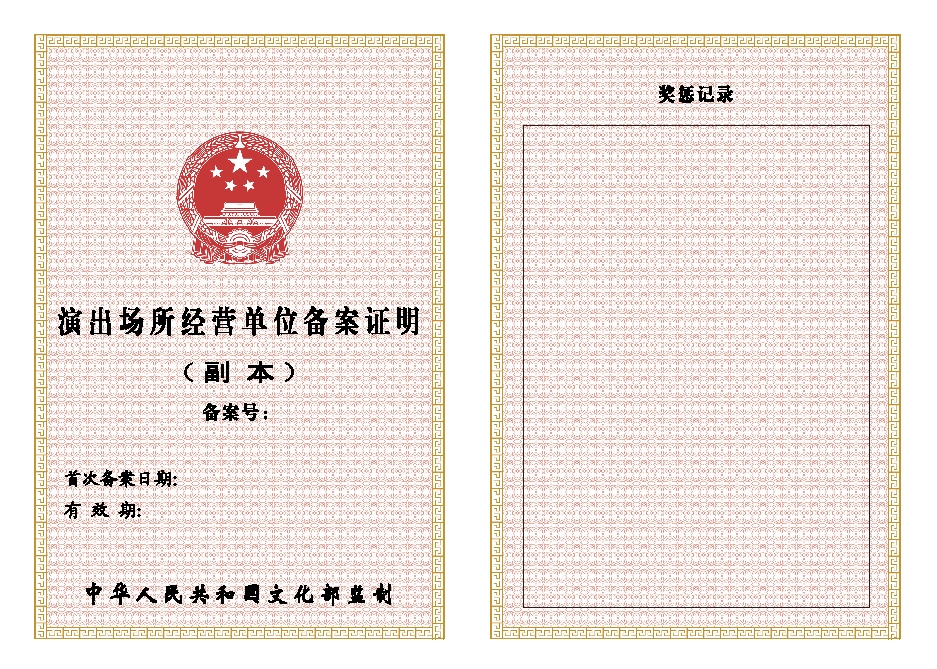 演出场所经营单位备案证明
（副 本）
备案号：
首次备案日期:
有 效 期:
中华人民共和国文化部监制
奖惩记录